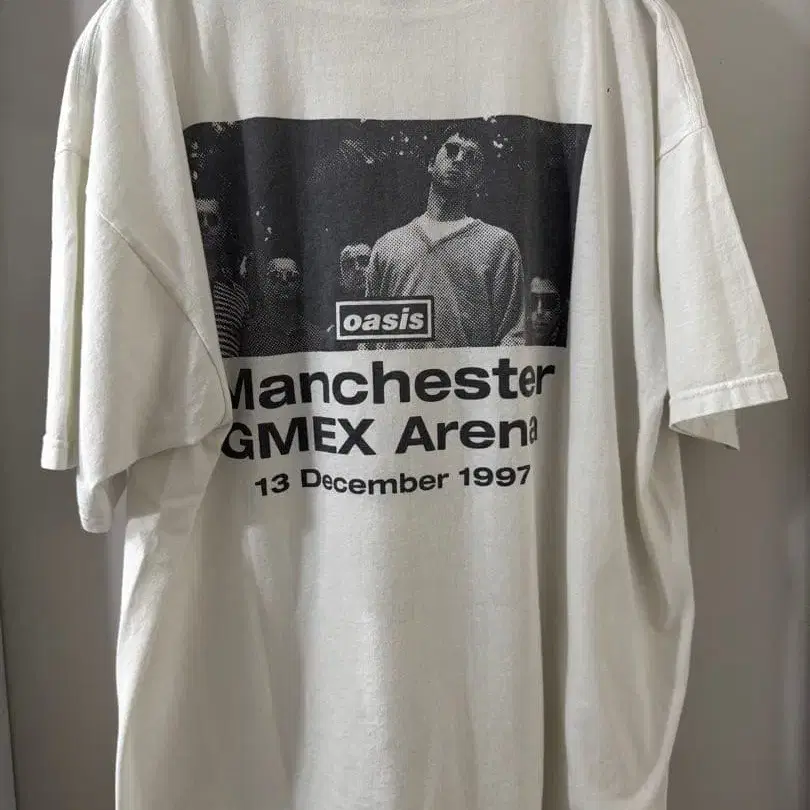 oasis
Manchester
GMEX Arena
13 December 1997